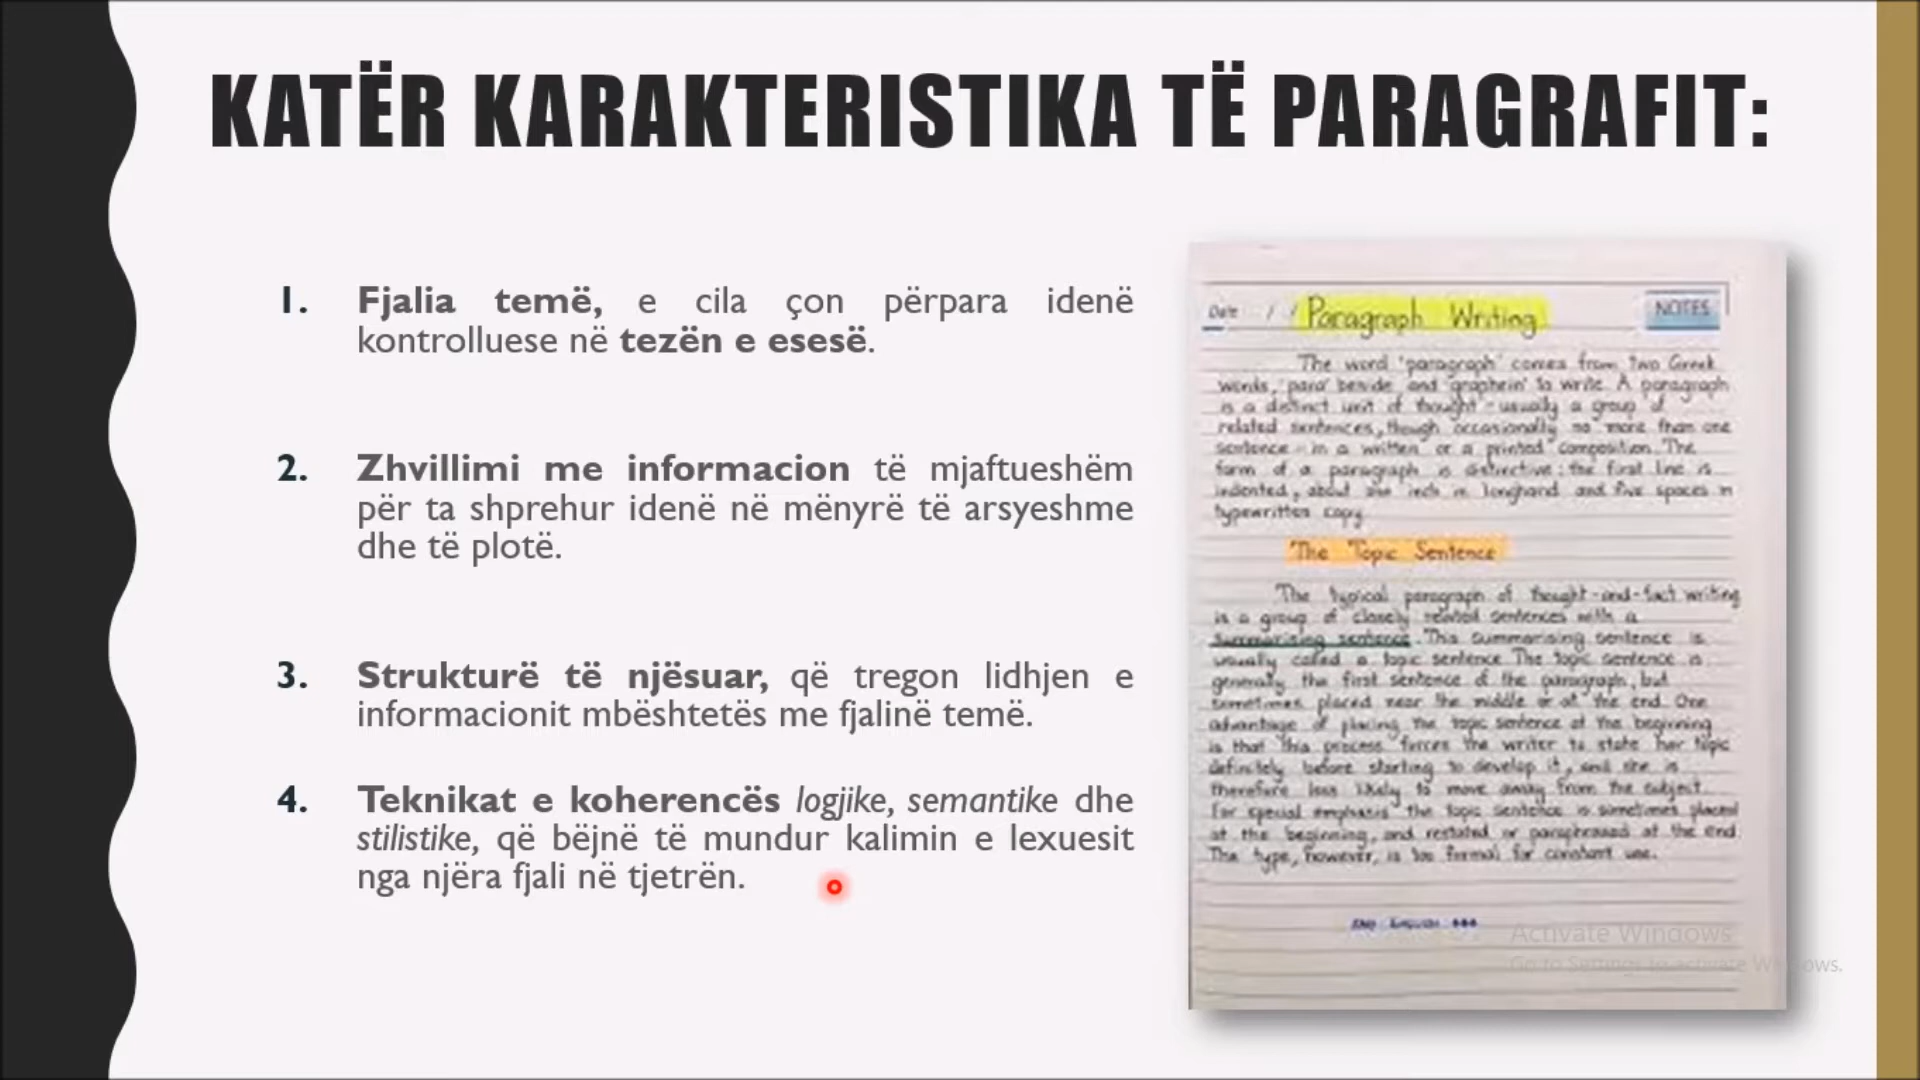 KATËR KARAKTERISTIKA TË PARAGRAFIT:
1. Fjalia temë, e cila çon përpara idenë
kontrolluese në tezën e esesë.
2. Zhvillimi me informacion të mjaftueshëm
për ta shprehur idenë në mënyrë të arsyeshme
dhe të plotë.
3. Strukturë të njësuar, që tregon lidhjen e
informacionit mbështetës me fjalinë temë.
4. Teknikat e koherencës logjike, semantike dhe
stilistike, që bëjnë të mundur kalimin e lexuesit
nga njëra fjali në tjetrën.
Date / / Paragraph Writing NOTES
The word 'paragraph' comes from two Greek
words, 'para' beside and 'graphein' to write. A paragraph
is a distinct unit of thought - usually a group of
related sentences, though occasionally no more than one
sentence - in a written or a printed composition. The
form of a paragraph is distinctive: the first line is
indented, about one inch in longhand and five spaces in
typewritten copy
The Topic Sentence
The typical paragraph of thought-and-fact writing
is a group of closely related sentences with a
summarising sentence. This summarising sentence is
usually called a topic sentence The topic sentence is
generally the first sentence of the paragraph, but
sometimes placed near the middle or at the end. One
advantage of placing the topic sentence at the beginning
is that this process forces the writer to state her topic
definitely before starting to develop it, and she is
therefore less likely to move away from the subject.
For special emphasis the topic sentence is sometimes placed
at the beginning, and restated or paraphrased at the end
The type, however, is too formal for constant use.
Activate Windows
Go to Settings to activate Windows.